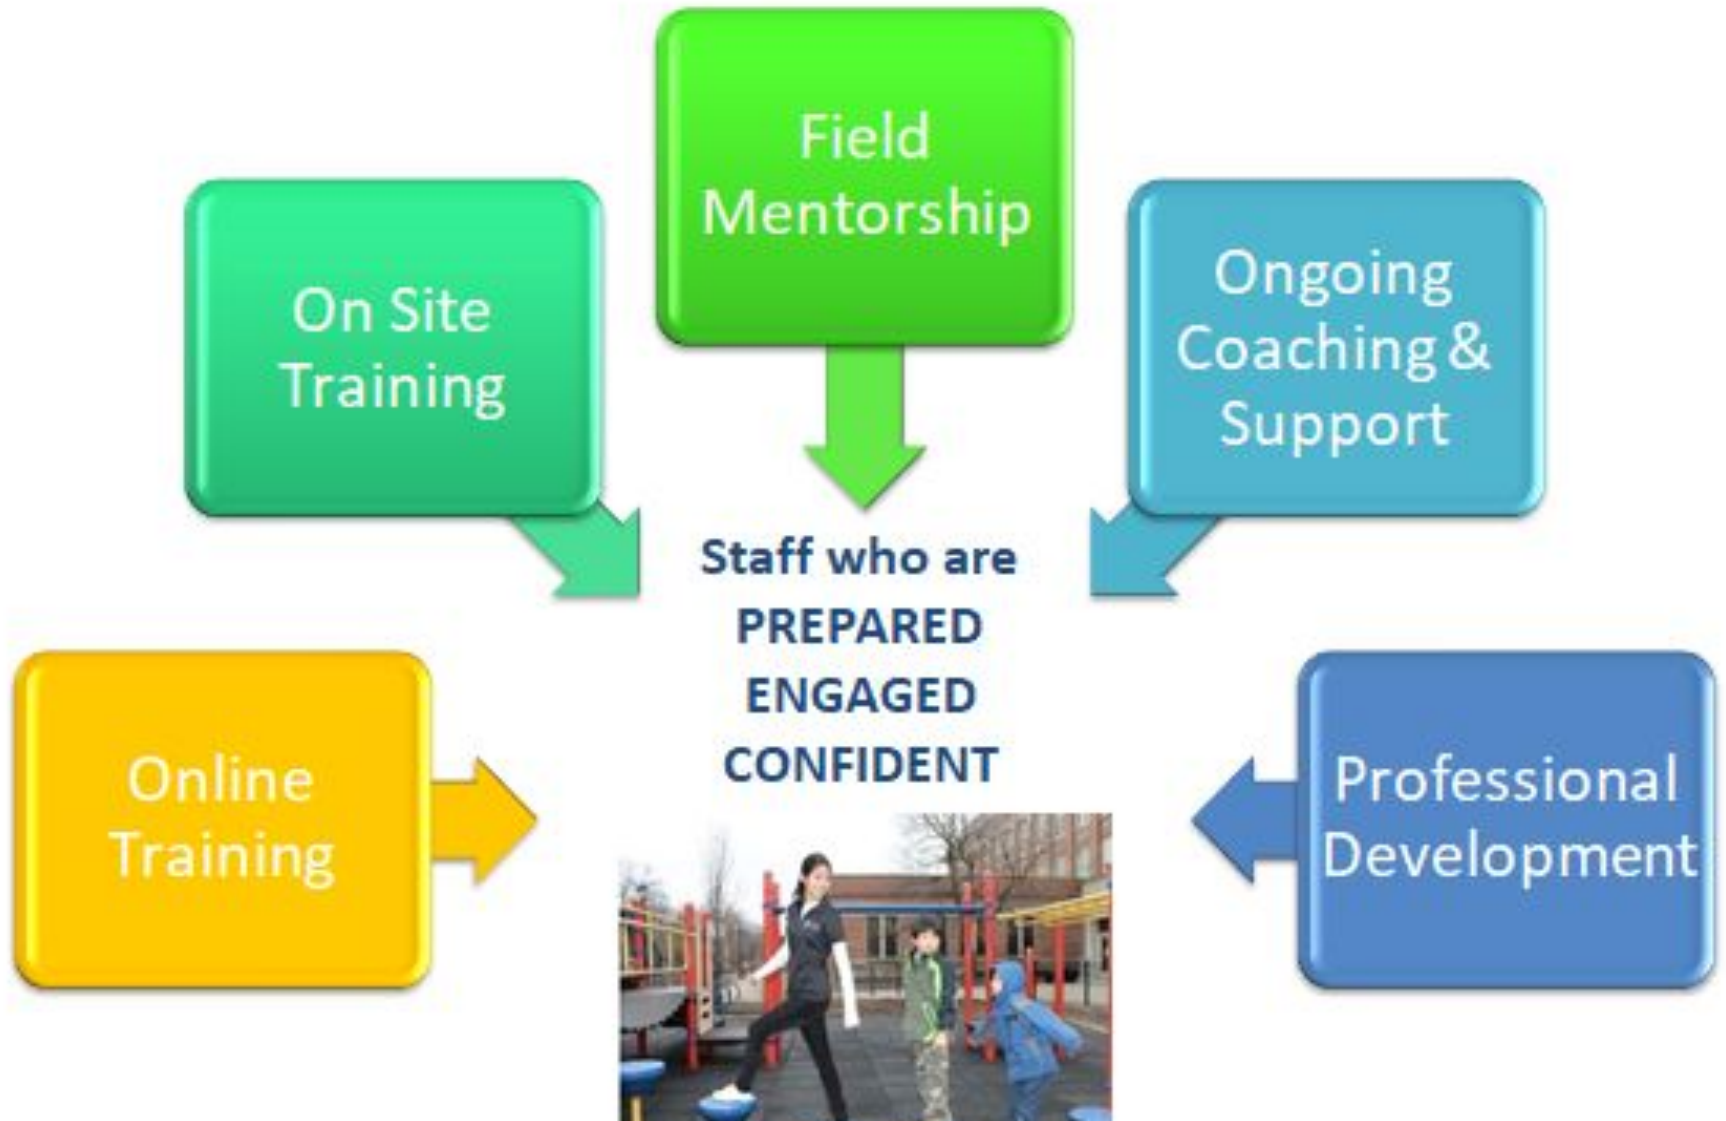 Field
Mentorship
On Site
Training
Ongoing
Coaching &
Support
Staff who are
PREPARED
ENGAGED
CONFIDENT
Online
Training
Professional
Development